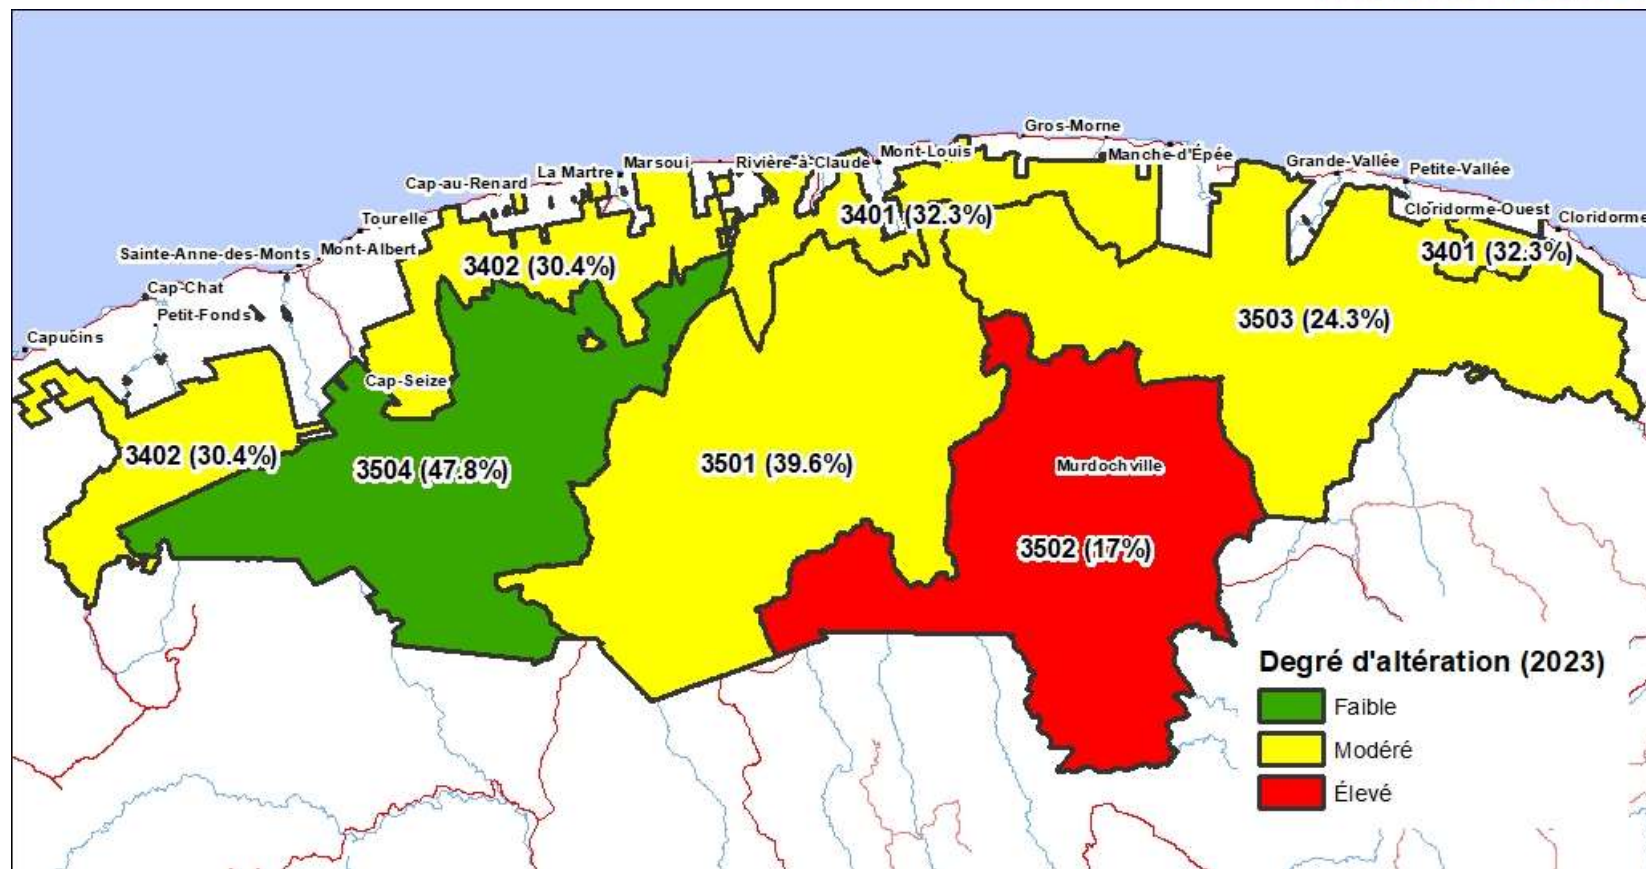 Gros-Morne
Mont-Louis
Manche-d'Épée
Marsoui
Rivière-à-Claude
Grande-Vallée
Petite-Vallée
La Martre
Cap-au-Renard
3401 (32.3%)
Cloridorme-Ouest
Cloridorme
Tourelle
Sainte-Anne-des-Monts
Mont-Albert
3402 (30.4%)
3401 (32.3%)
Cap-Chat
Petit-Fonds
3503 (24.3%)
Capucins
Cap-Seize
3402 (30.4%)
3504 (47.8%)
3501 (39.6%)
Murdochville
3502 (17%)
Degré d'altération (2023)
Faible
Modéré
Élevé